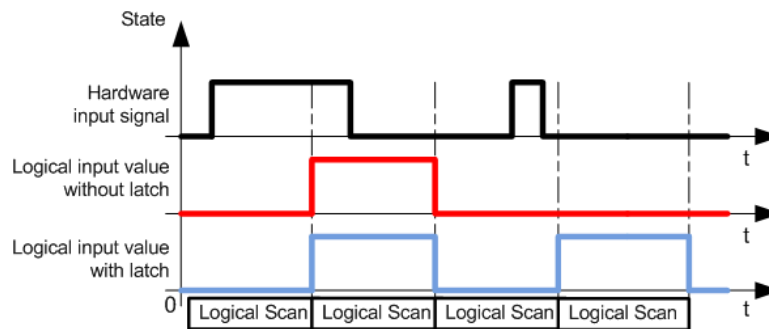 State
Hardware
input signal
t
Logical input value
without latch
t
Logical input value
with latch
0
t
Logical Scan
Logical Scan
Logical Scan
Logical Scan